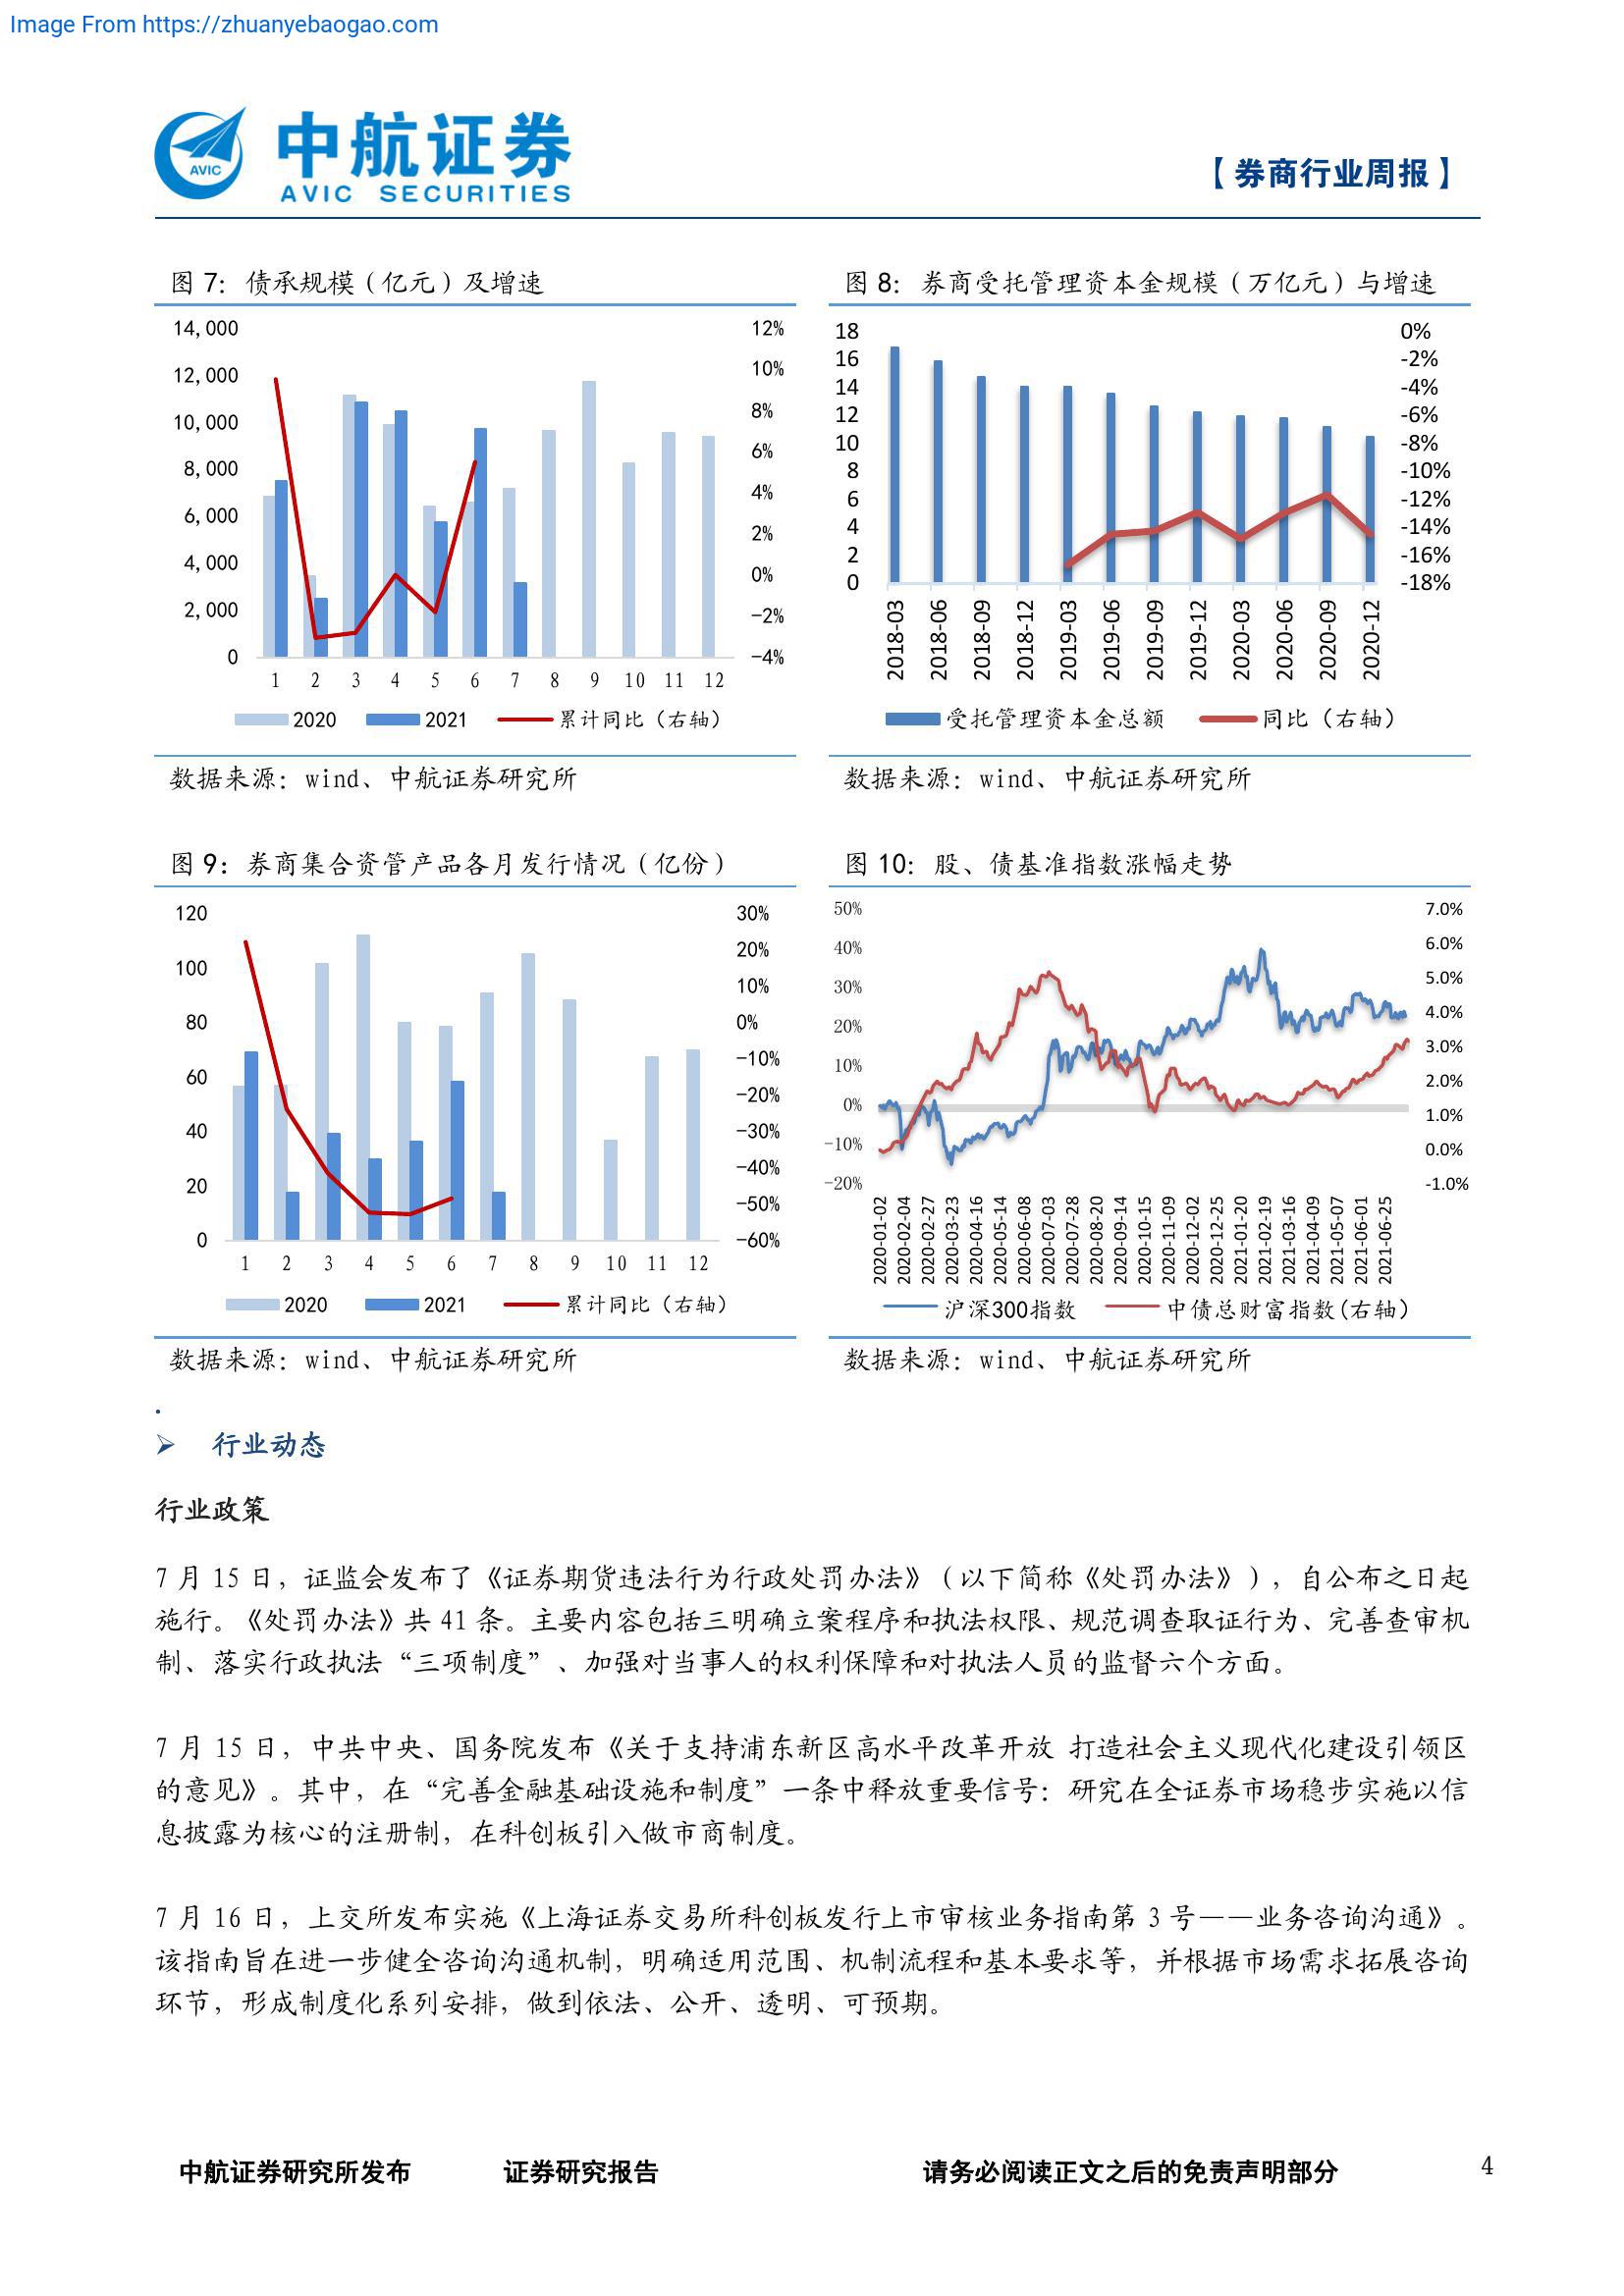 Image From https://zhuanyebaogao.com
AVIC
中航证券
AVIC SECURITIES
【券商行业周报】
图 7：债承规模（亿元）及增速
14,000
12,000
10,000
8,000
6,000
4,000
2,000
0
12%
10%
8%
6%
4%
2%
0%
-2%
-4%
1 2 3 4 5 6 7 8 9 10 11 12
2020 2021 累计同比（右轴）
数据来源：wind、中航证券研究所
图 8：券商受托管理资本金规模（万亿元）与增速
18
16
14
12
10
8
6
4
2
0
0%
-2%
-4%
-6%
-8%
-10%
-12%
-14%
-16%
-18%
2018-03 2018-06 2018-09 2018-12 2019-03 2019-06 2019-09 2019-12 2020-03 2020-06 2020-09 2020-12
受托管理资本金总额 同比（右轴）
数据来源：wind、中航证券研究所
图 9：券商集合资管产品各月发行情况（亿份）
120
100
80
60
40
20
0
30%
20%
10%
0%
-10%
-20%
-30%
-40%
-50%
-60%
1 2 3 4 5 6 7 8 9 10 11 12
2020 2021 累计同比（右轴）
数据来源：wind、中航证券研究所
图 10：股、债基准指数涨幅走势
50%
40%
30%
20%
10%
0%
-10%
-20%
7.0%
6.0%
5.0%
4.0%
3.0%
2.0%
1.0%
0.0%
-1.0%
2020-01-02 2020-02-04 2020-02-27 2020-03-23 2020-04-16 2020-05-14 2020-06-08 2020-07-03 2020-07-28 2020-08-20 2020-09-14 2020-10-15 2020-11-09 2020-12-02 2020-12-25 2021-01-20 2021-02-19 2021-03-16 2021-04-09 2021-05-07 2021-06-01 2021-06-25
沪深300指数 中债总财富指数(右轴)
数据来源：wind、中航证券研究所
.
➢ 行业动态
行业政策
7 月 15 日，证监会发布了《证券期货违法行为行政处罚办法》（以下简称《处罚办法》），自公布之日起
施行。《处罚办法》共 41 条。主要内容包括三明确立案程序和执法权限、规范调查取证行为、完善查审机
制、落实行政执法“三项制度”、加强对当事人的权利保障和对执法人员的监督六个方面。
7 月 15 日，中共中央、国务院发布《关于支持浦东新区高水平改革开放 打造社会主义现代化建设引领区
的意见》。其中，在“完善金融基础设施和制度”一条中释放重要信号：研究在全证券市场稳步实施以信
息披露为核心的注册制，在科创板引入做市商制度。
7 月 16 日，上交所发布实施《上海证券交易所科创板发行上市审核业务指南第 3 号——业务咨询沟通》。
该指南旨在进一步健全咨询沟通机制，明确适用范围、机制流程和基本要求等，并根据市场需求拓展咨询
环节，形成制度化系列安排，做到依法、公开、透明、可预期。
中航证券研究所发布 证券研究报告 请务必阅读正文之后的免责声明部分 4